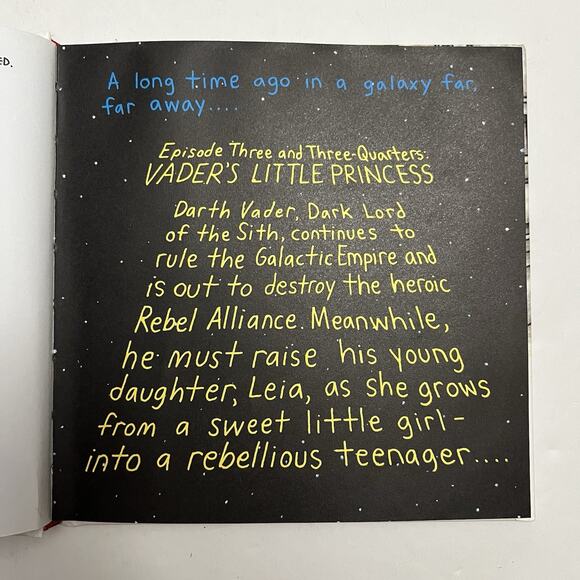 ED.
A long time ago in a galaxy far,
far away....
Episode Three and Three-Quarters:
VADER'S LITTLE PRINCESS
Darth Vader, Dark Lord
of the Sith, continues to
rule the Galactic Empire and
is out to destroy the heroic
Rebel Alliance. Meanwhile,
he must raise his young
daughter, Leia, as she grows
from a sweet little girl-
into a rebellious teenager....